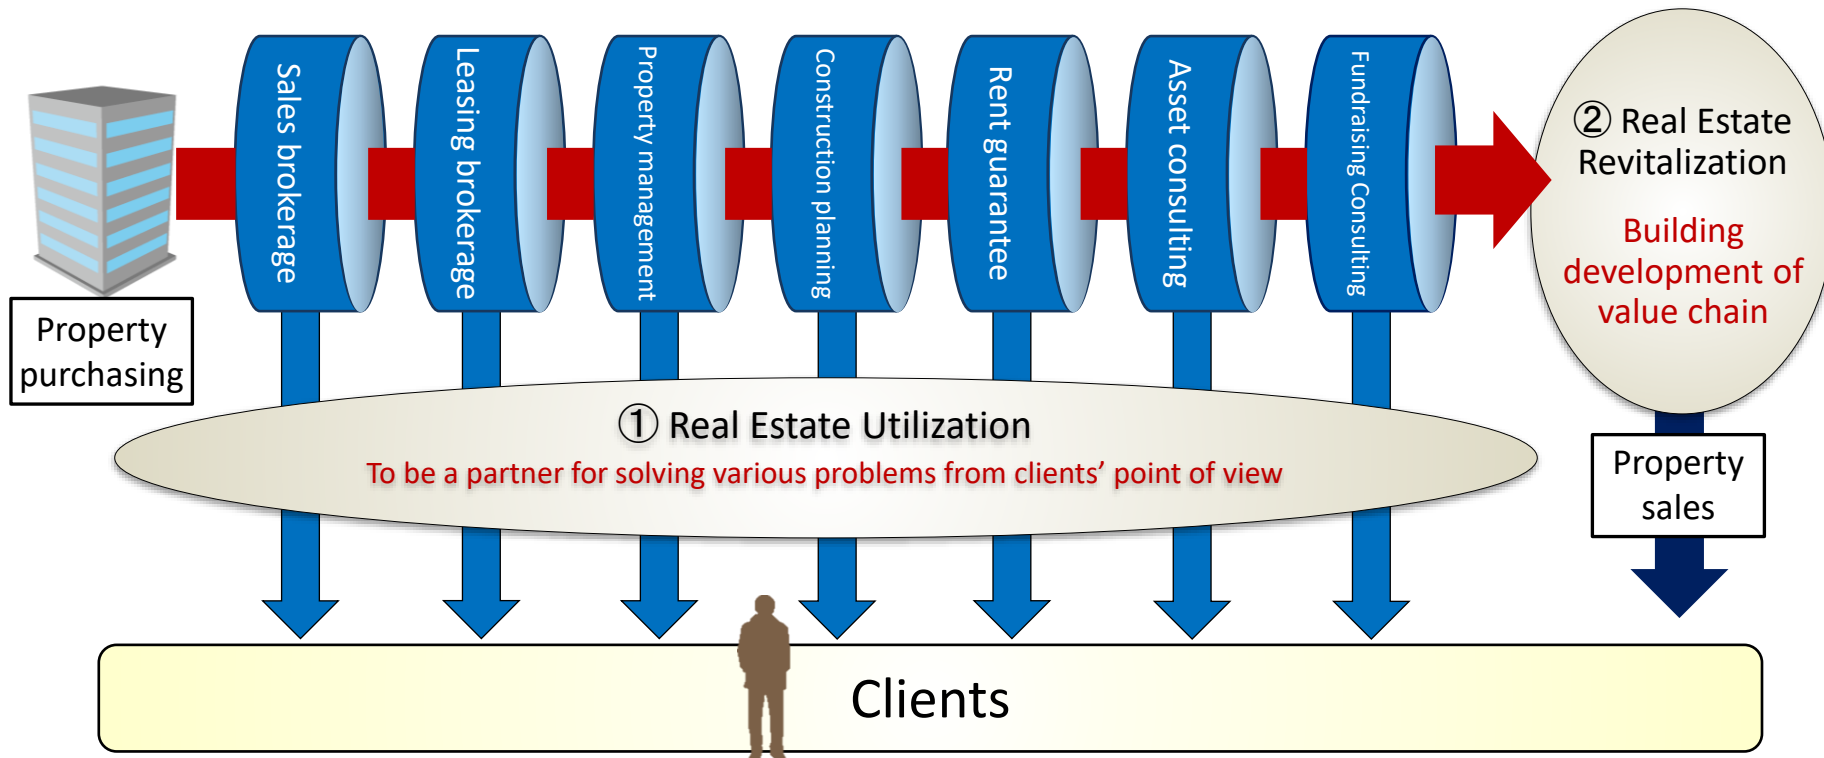 Sales brokerage
Leasing brokerage
Property management
Construction planning
Rent guarantee
Asset consulting
Fundraising Consulting
② Real Estate
Revitalization
Building
development of
value chain
Property
purchasing
① Real Estate Utilization
To be a partner for solving various problems from clients’ point of view
Property
sales
Clients